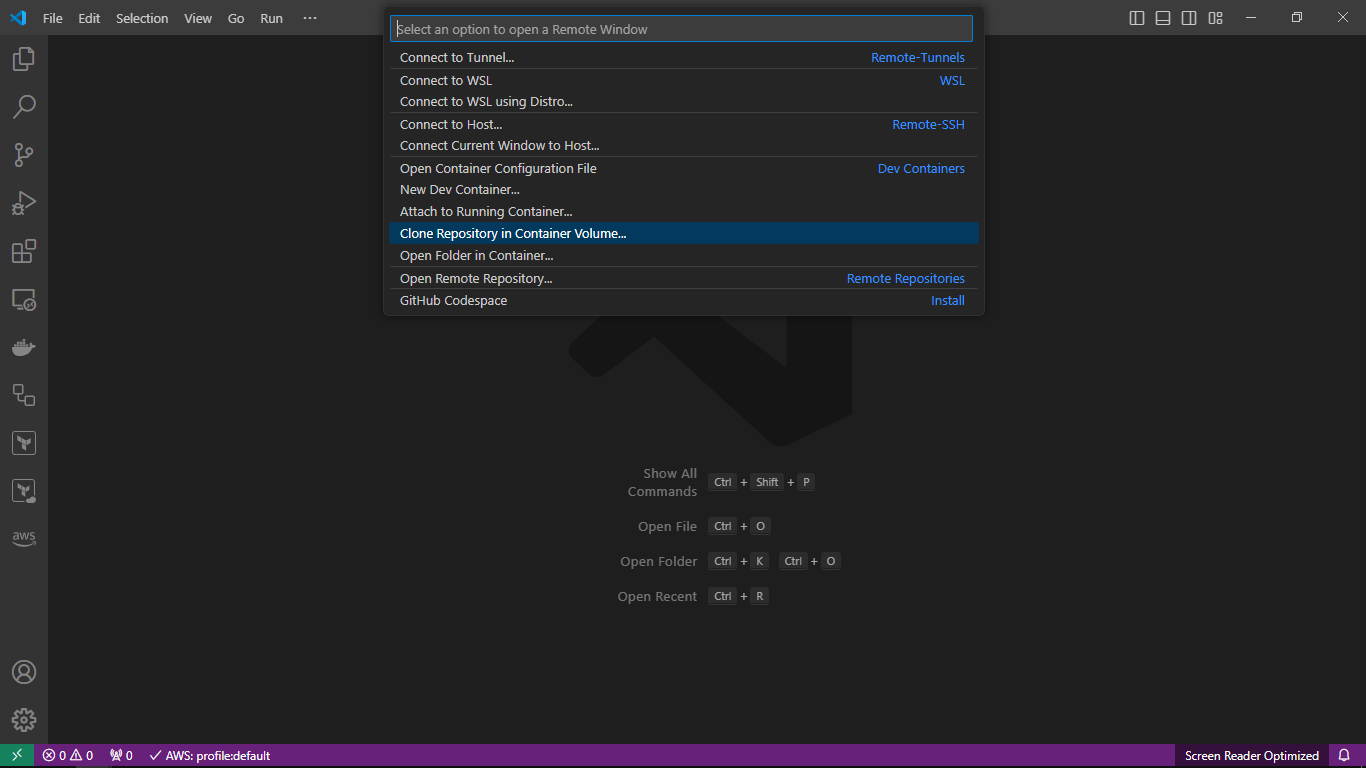 File Edit Selection View Go Run ···
Select an option to open a Remote Window
Connect to Tunnel... Remote-Tunnels
Connect to WSL WSL
Connect to WSL using Distro...
Connect to Host... Remote-SSH
Connect Current Window to Host...
Open Container Configuration File Dev Containers
New Dev Container...
Attach to Running Container...
Clone Repository in Container Volume...
Open Folder in Container...
Open Remote Repository... Remote Repositories
GitHub Codespace Install
aws
Show All
Commands Ctrl + Shift + P
Open File Ctrl + O
Open Folder Ctrl + K Ctrl + O
Open Recent Ctrl + R
0 0 0 AWS: profile:default Screen Reader Optimized